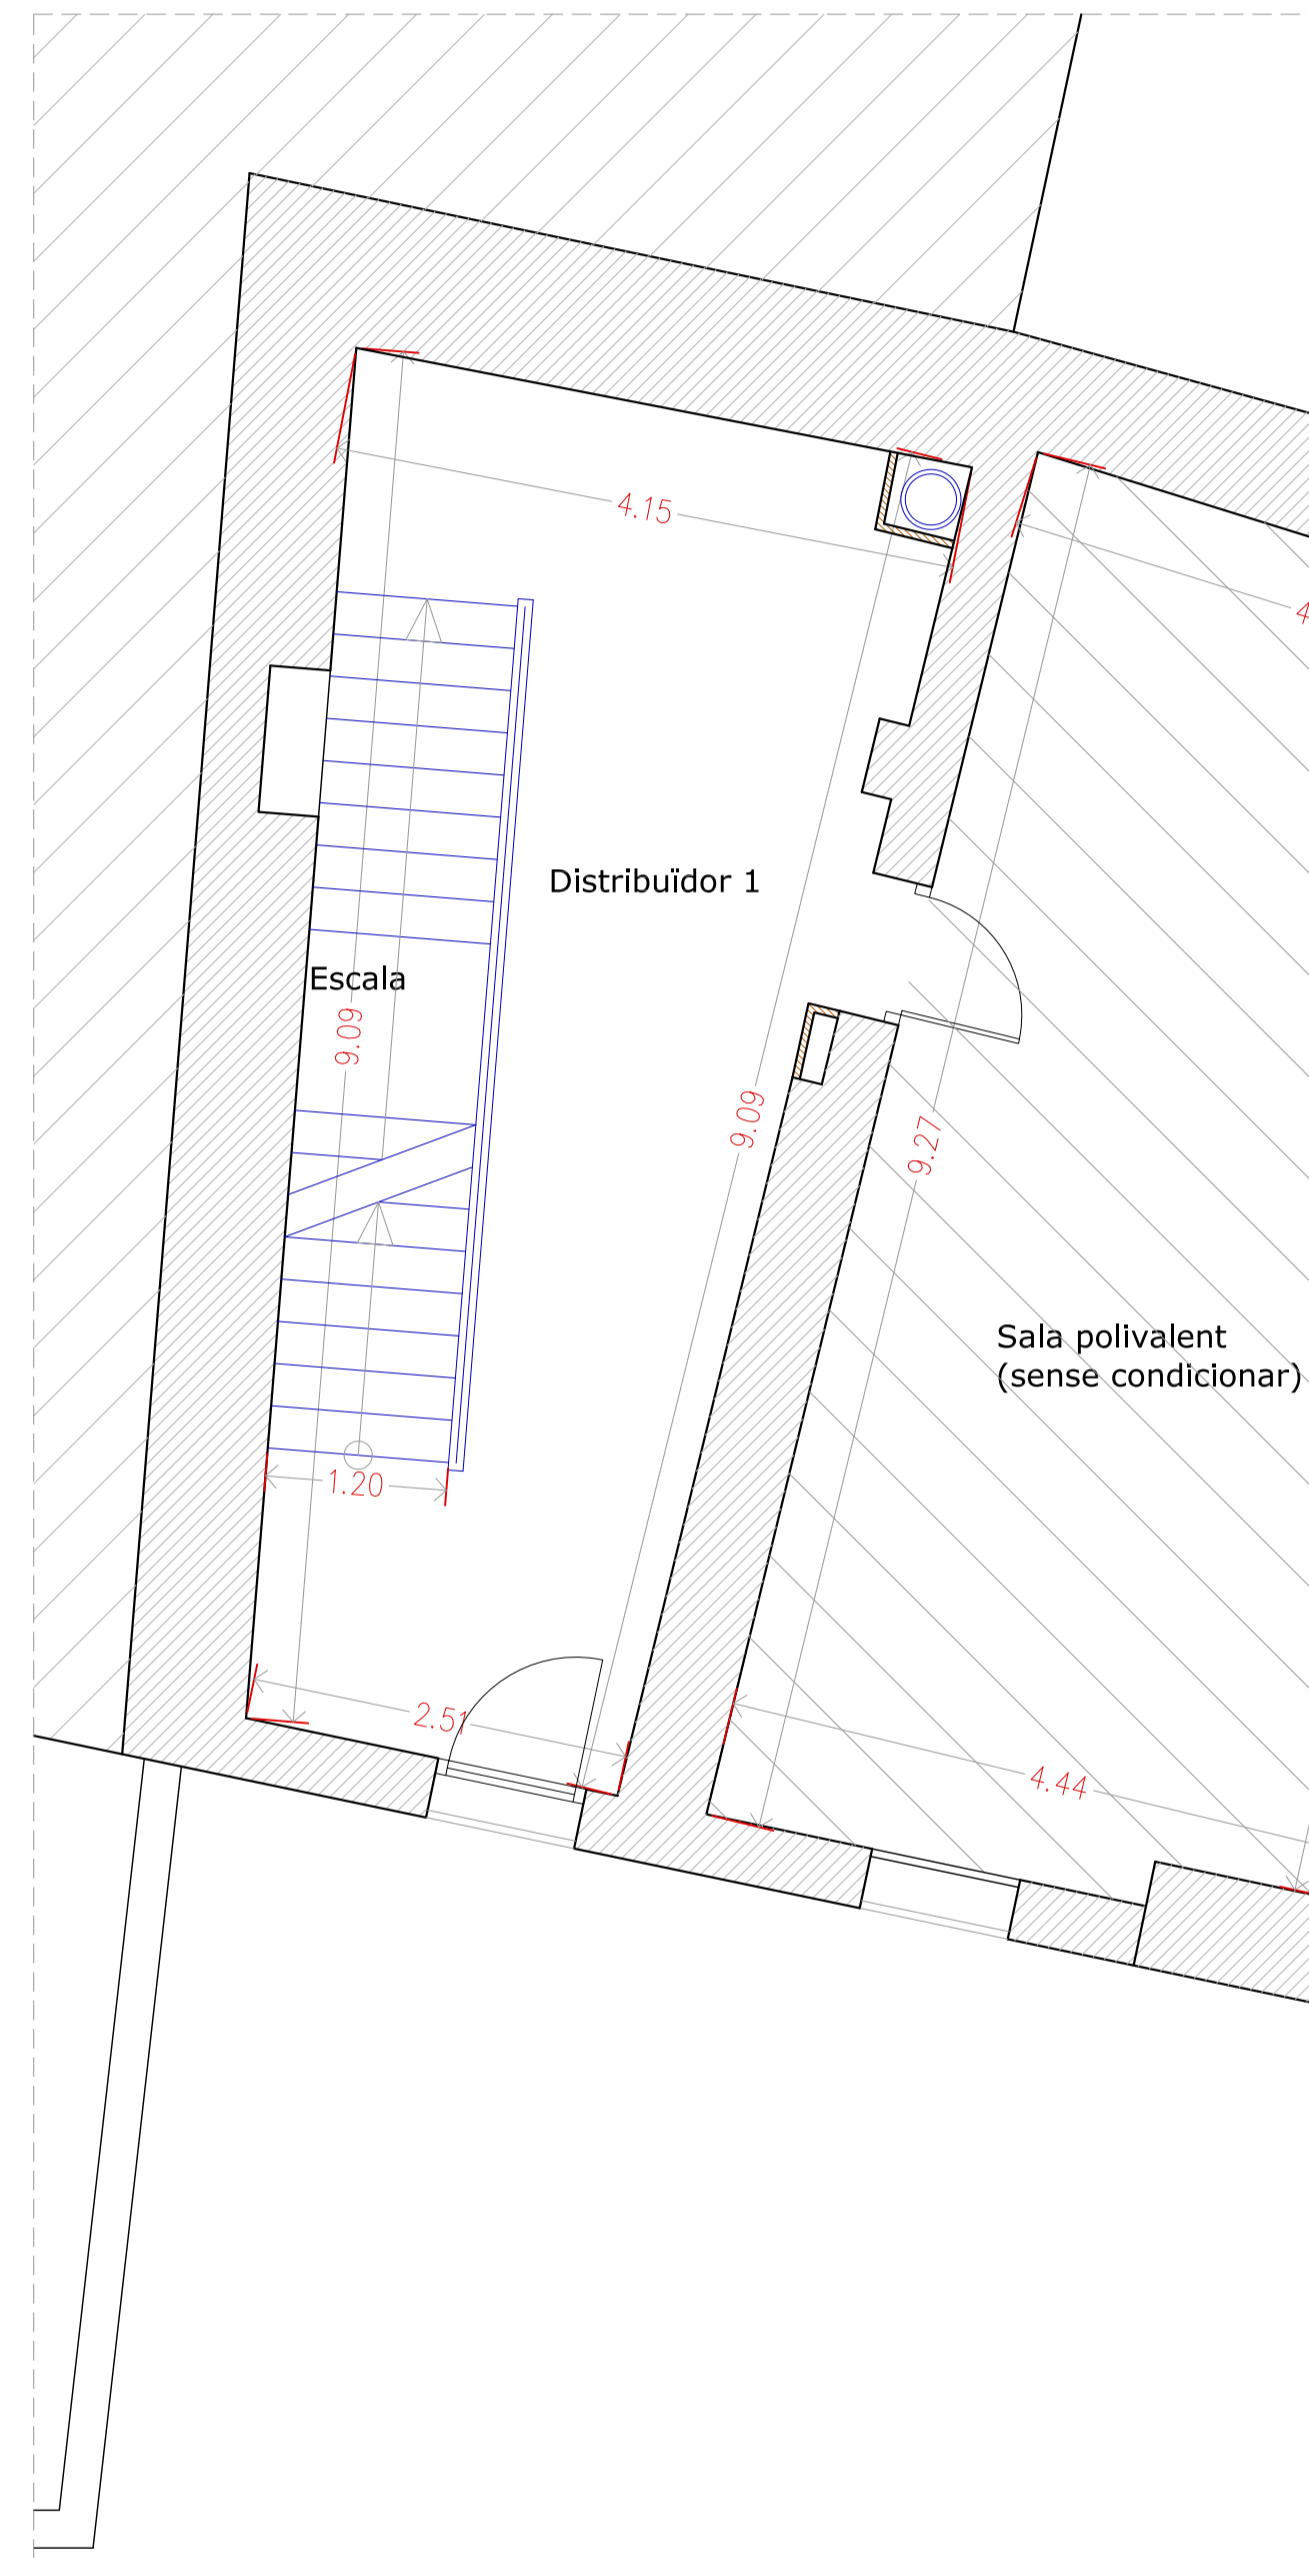 4.15
4
Distribuïdor 1
Escala
9.09
9.09
9.27
Sala polivalent
(sense condicionar)
1.20
2.51
4.44